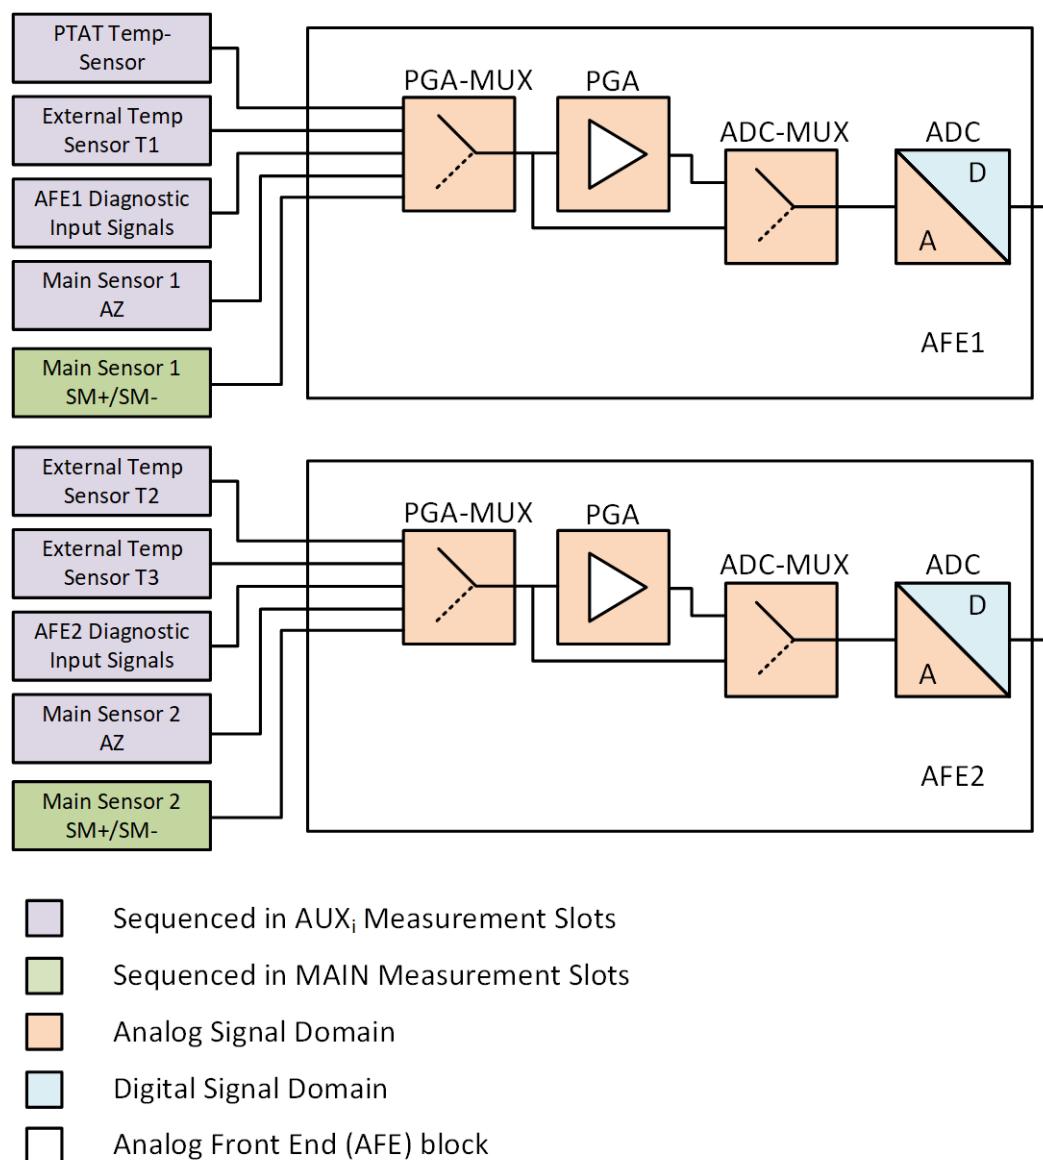 PTAT Temp-
Sensor
External Temp
Sensor T1
AFE1 Diagnostic
Input Signals
Main Sensor 1
AZ
Main Sensor 1
SM+/SM-
PGA-MUX
PGA
ADC-MUX
ADC
D
A
AFE1
External Temp
Sensor T2
External Temp
Sensor T3
AFE2 Diagnostic
Input Signals
Main Sensor 2
AZ
Main Sensor 2
SM+/SM-
PGA-MUX
PGA
ADC-MUX
ADC
D
A
AFE2
Sequenced in AUXi Measurement Slots
Sequenced in MAIN Measurement Slots
Analog Signal Domain
Digital Signal Domain
Analog Front End (AFE) block